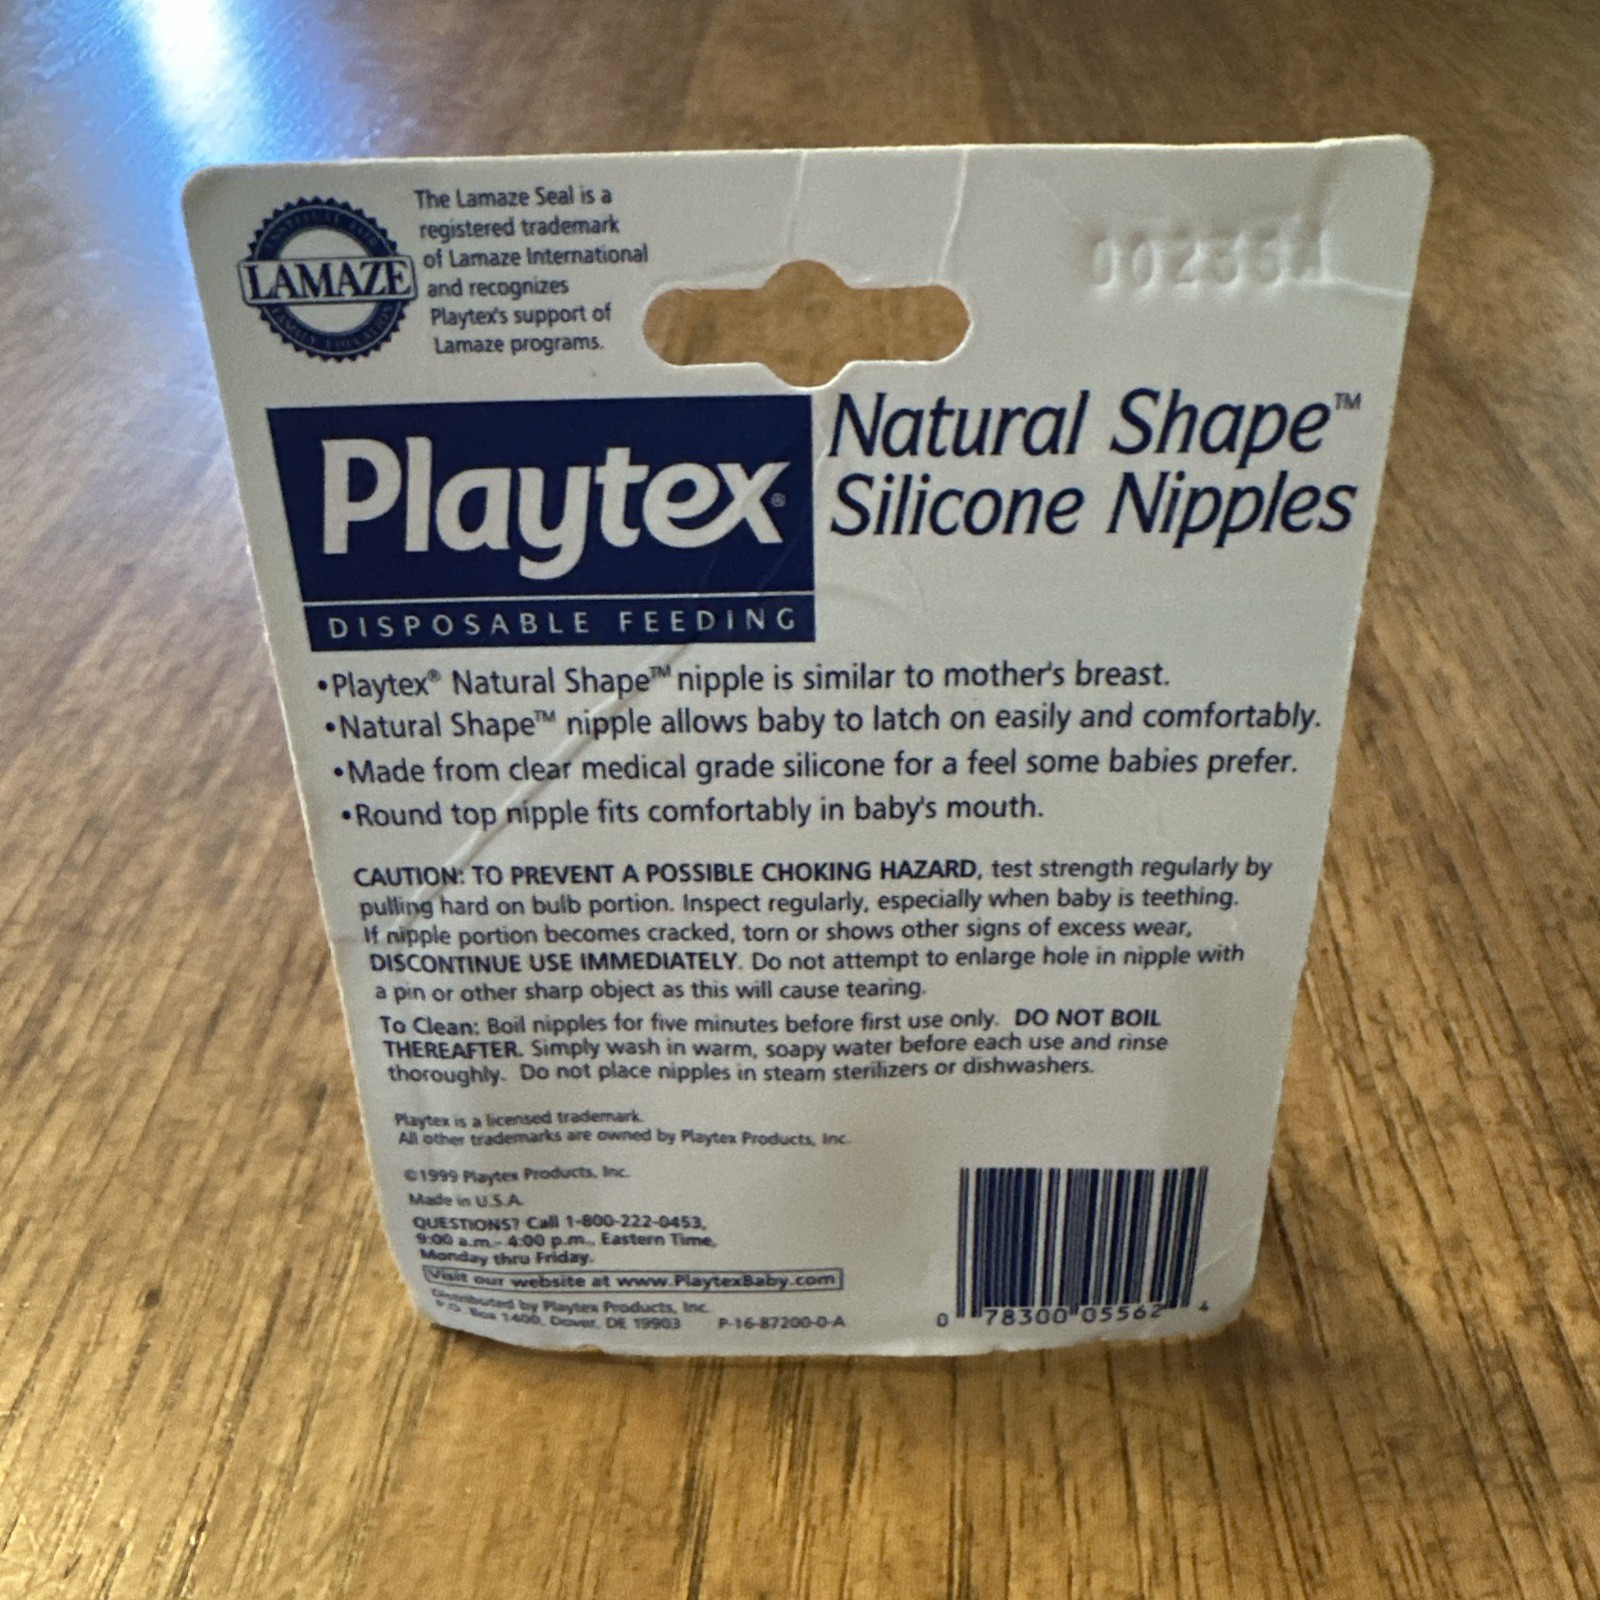 The Lamaze Seal is a
registered trademark
of Lamaze International
and recognizes
Playtex's support of
Lamaze programs.
LAMAZE
Playtex®
DISPOSABLE FEEDING
Natural Shape™
Silicone Nipples
•Playtex® Natural Shape™ nipple is similar to mother's breast.
•Natural Shape™ nipple allows baby to latch on easily and comfortably.
•Made from clear medical grade silicone for a feel some babies prefer.
•Round top nipple fits comfortably in baby's mouth.
CAUTION: TO PREVENT A POSSIBLE CHOKING HAZARD, test strength regularly by
pulling hard on bulb portion. Inspect regularly, especially when baby is teething.
If nipple portion becomes cracked, torn or shows other signs of excess wear,
DISCONTINUE USE IMMEDIATELY. Do not attempt to enlarge hole in nipple with
a pin or other sharp object as this will cause tearing.
To Clean: Boil nipples for five minutes before first use only. DO NOT BOIL
THEREAFTER. Simply wash in warm, soapy water before each use and rinse
thoroughly. Do not place nipples in steam sterilizers or dishwashers.
Playtex is a licensed trademark.
All other trademarks are owned by Playtex Products, Inc.
©1999 Playtex Products, Inc.
Made in U.S.A.
QUESTIONS? Call 1-800-222-0453,
9:00 a.m.- 4:00 p.m., Eastern Time,
Monday thru Friday.
Visit our website at www.PlaytexBaby.com
Distributed by Playtex Products, Inc.
P.O. Box 1400, Dover, DE 19903 P-16-87200-0-A
0 78300 05562 4